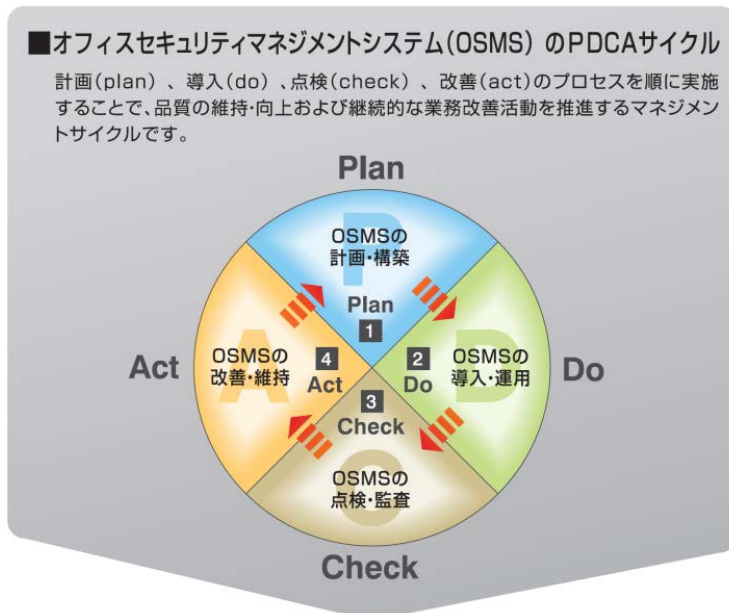 ■オフィスセキュリティマネジメントシステム(OSMS) のPDCAサイクル
計画(plan) 、導入(do) 、点検(check) 、改善(act)のプロセスを順に実施
することで、品質の維持・向上および継続的な業務改善活動を推進するマネジメン
トサイクルです。
Plan
P
OSMSの
計画・構築
Plan
1
Act
A
OSMSの
改善・維持
4
Act
2
Do
D
OSMSの
導入・運用
Do
3
Check
C
OSMSの
点検・監査
Check